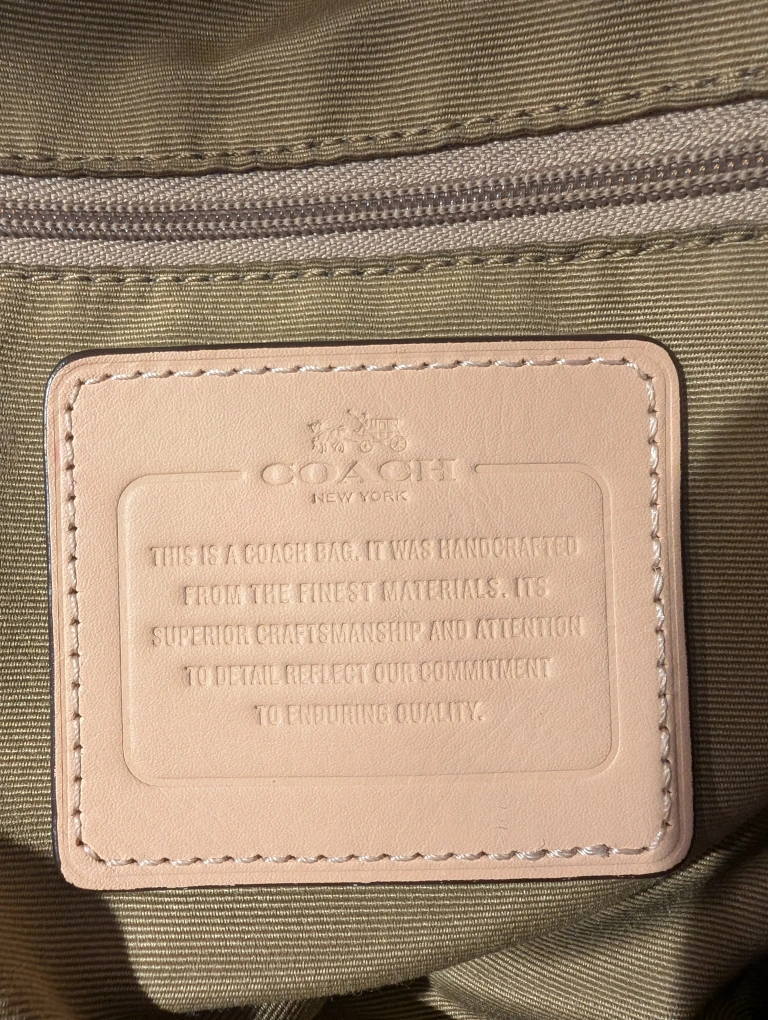 COACH
NEW YORK
THIS IS A COACH BAG. IT WAS HANDCRAFTED
FROM THE FINEST MATERIALS. ITS
SUPERIOR CRAFTSMANSHIP AND ATTENTION
TO DETAIL REFLECT OUR COMMITMENT
TO ENDURING QUALITY.